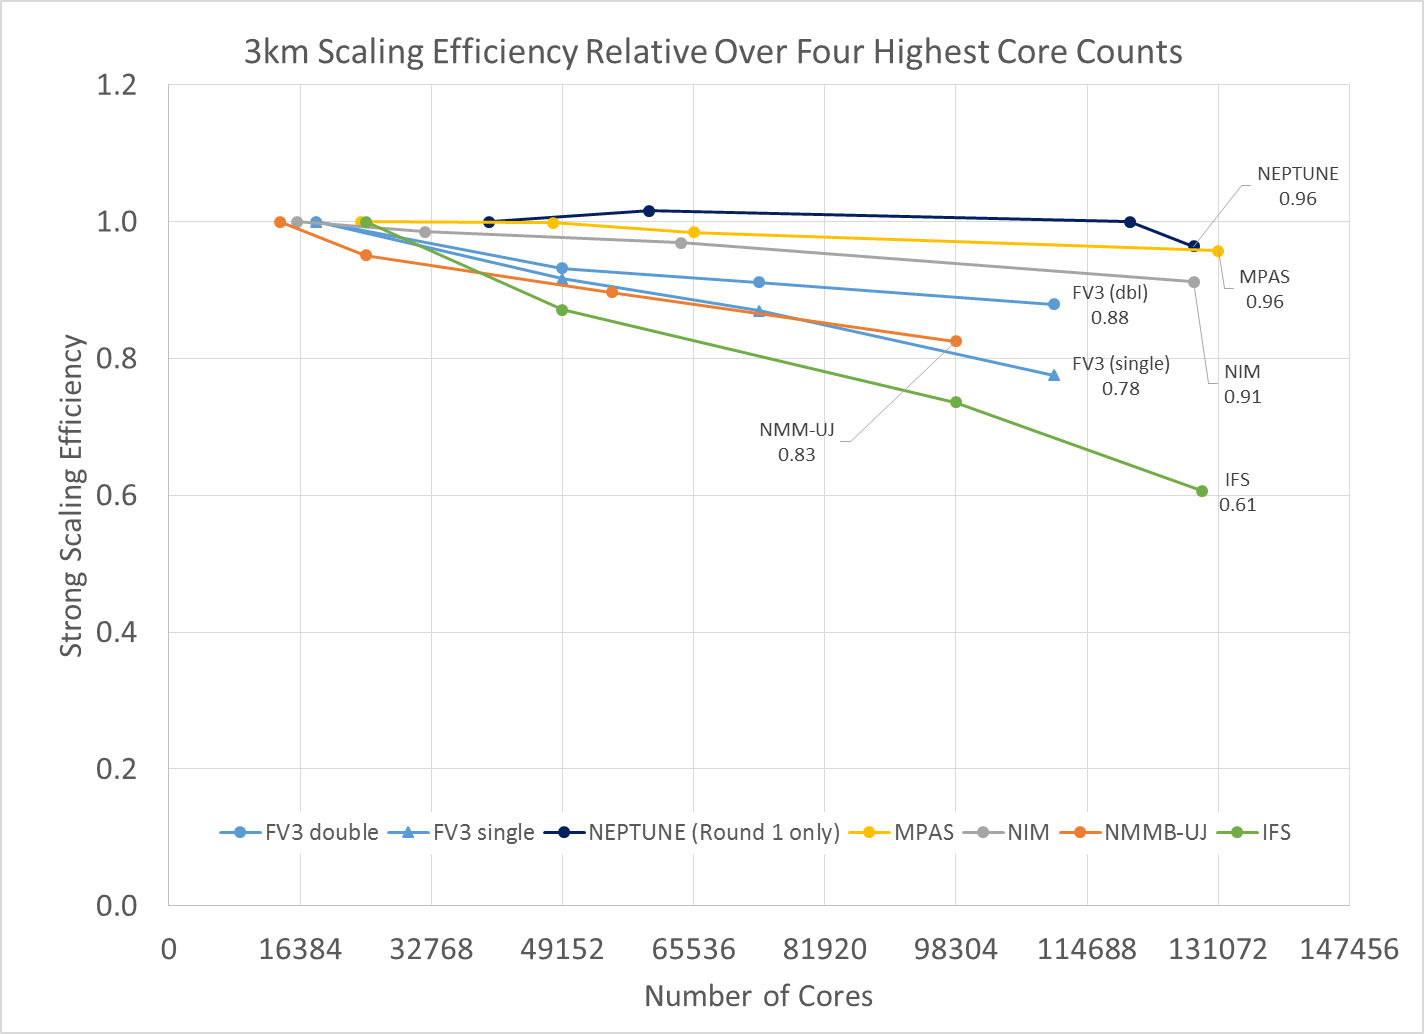 3km Scaling Efficiency Relative Over Four Highest Core Counts
1.2
1.0
0.8
0.6
0.4
0.2
0.0
Strong Scaling Efficiency
NEPTUNE
0.96
MPAS
0.96
FV3 (dbl)
0.88
FV3 (single)
0.78
NIM
0.91
NMM-UJ
0.83
IFS
0.61
FV3 double FV3 single NEPTUNE (Round 1 only) MPAS NIM NMMB-UJ IFS
0 16384 32768 49152 65536 81920 98304 114688 131072 147456
Number of Cores